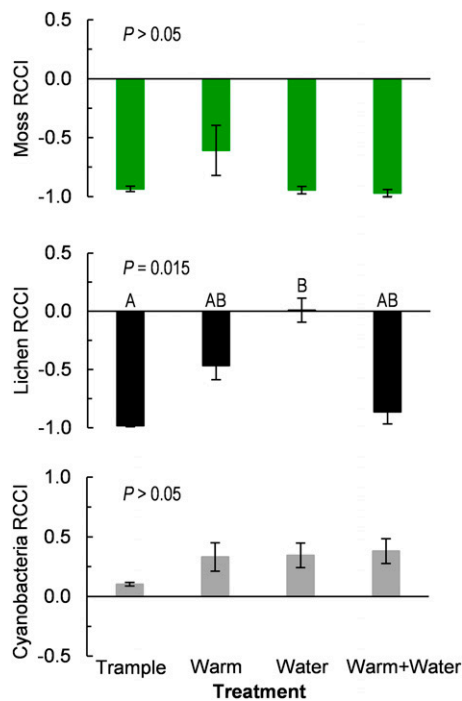 P > 0.05
0.5
0.0
-0.5
-1.0
Moss RCCI
P = 0.015
A AB B AB
0.5
0.0
-0.5
-1.0
Lichen RCCI
P > 0.05
1.0
0.5
0.0
-0.5
Cyanobacteria RCCI
Trample Warm Water Warm+Water
Treatment